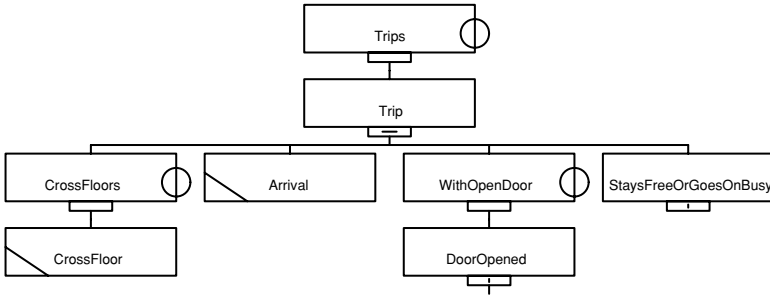 Trips
Trip
CrossFloors
Arrival
WithOpenDoor
StaysFreeOrGoesOnBusy
CrossFloor
DoorOpened